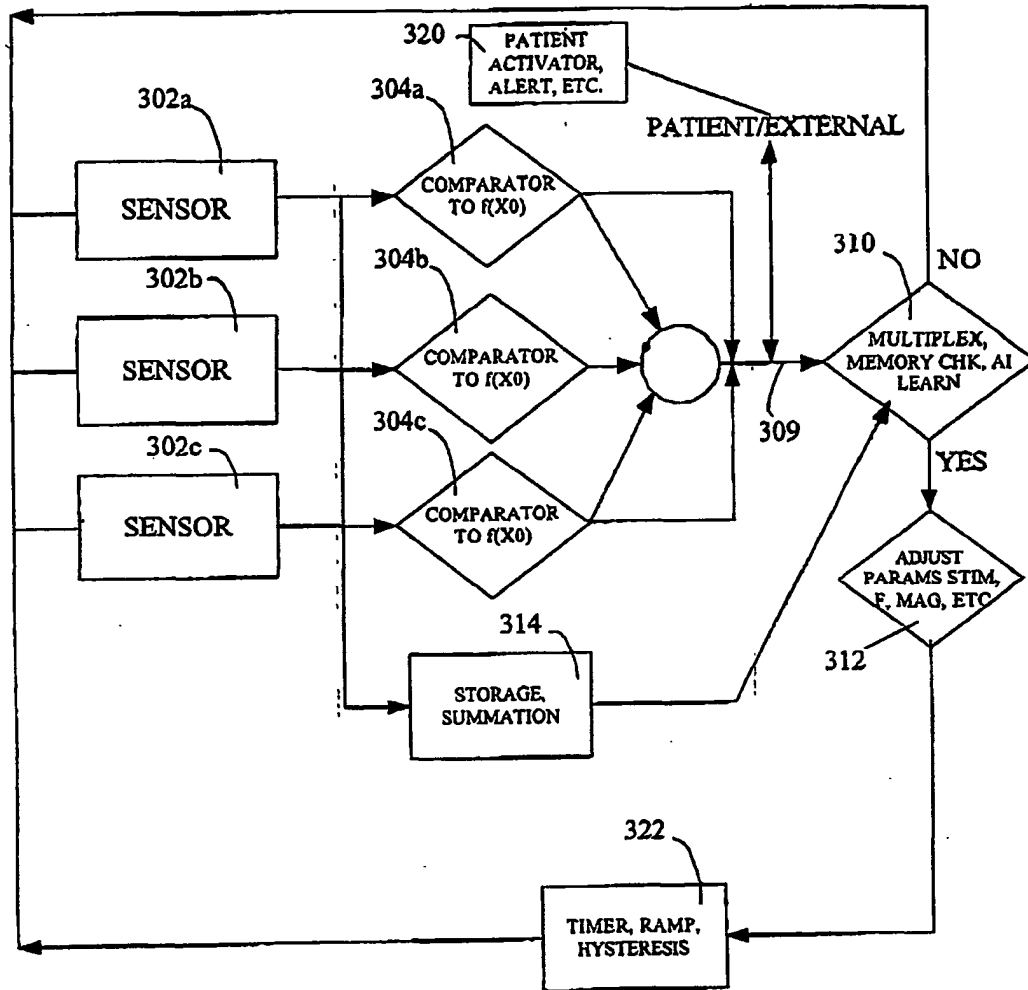 320
PATIENT
ACTIVATOR,
ALERT, ETC.
302a
304a
PATIENT/EXTERNAL
SENSOR
COMPARATOR
TO f(X0)
302b
304b
310
NO
SENSOR
COMPARATOR
TO f(X0)
MULTIPLEX,
MEMORY CHK, AI
LEARN
302c
304c
309
SENSOR
COMPARATOR
TO f(X0)
YES
ADJUST
PARAMS STIM,
F, MAG, ETC
314
312
STORAGE,
SUMMATION
322
TIMER, RAMP,
HYSTERESIS